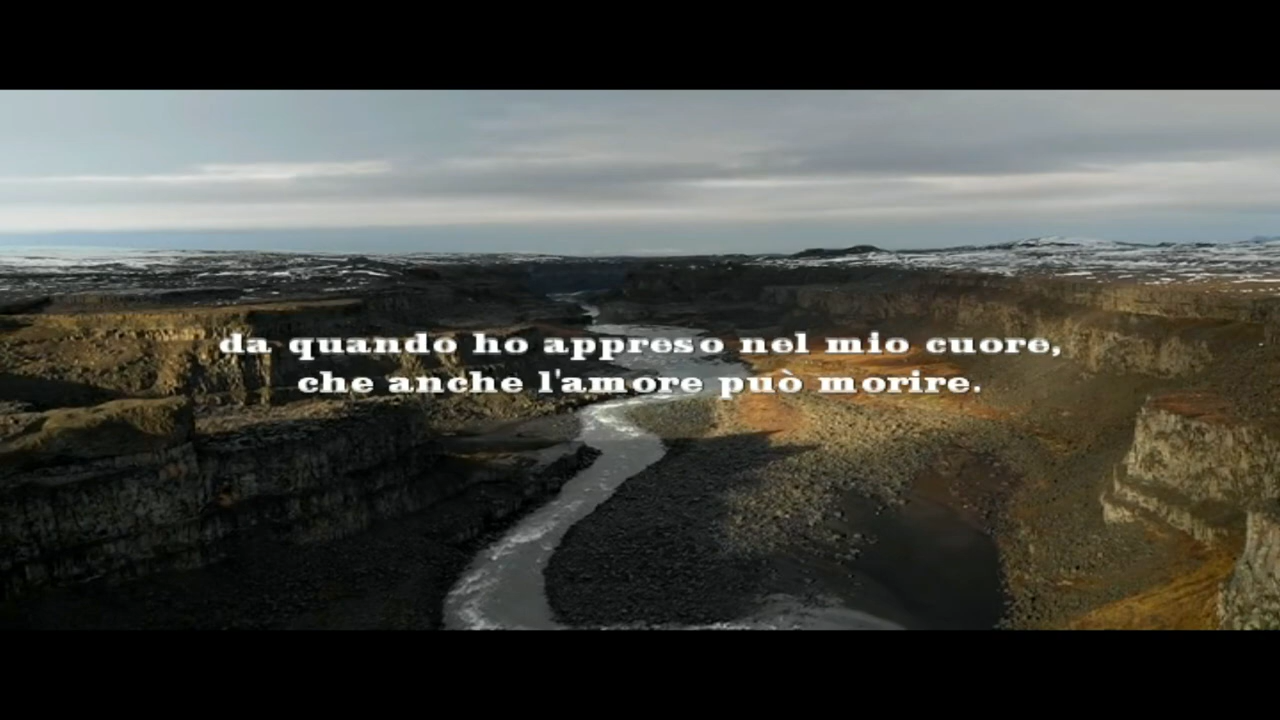 da quando ho appreso nel mio cuore,
che anche l'amore può morire.